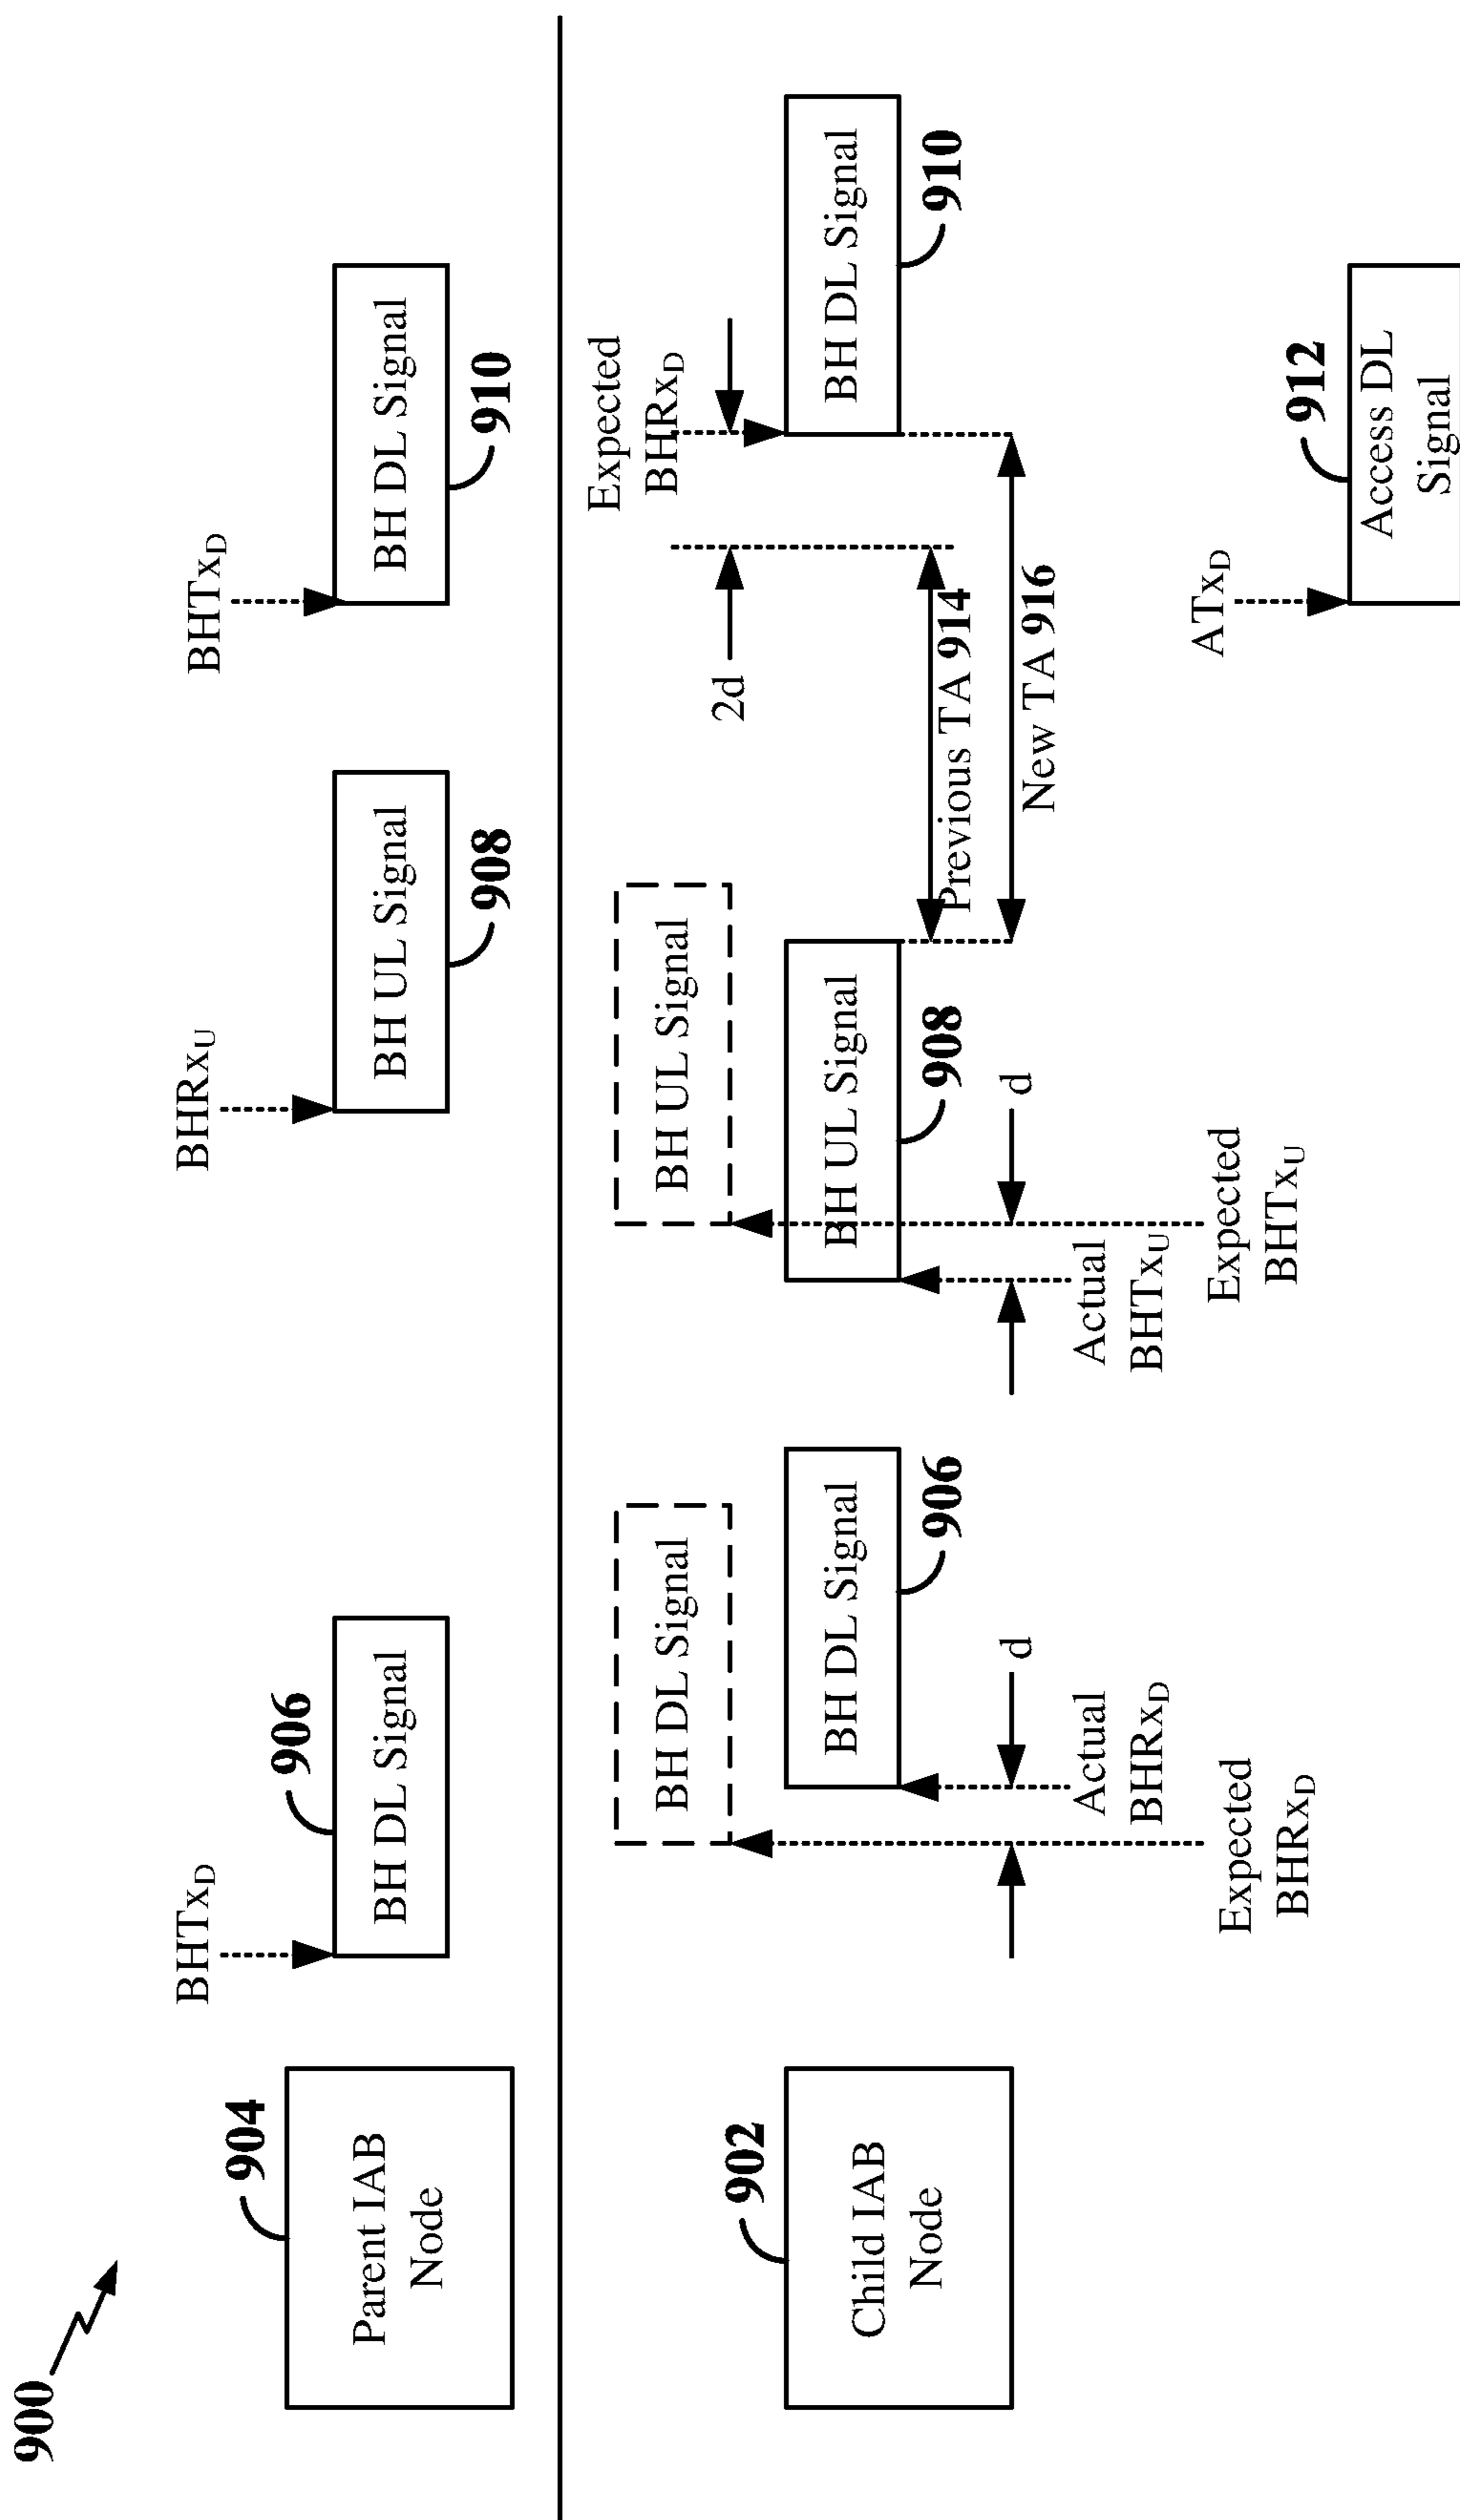 900
904
Parent IAB
Node
BHTxD
906
BH DL Signal
BHRxU
BH UL Signal
908
BHTxD
BH DL Signal
910
902
Child IAB
Node
BH DL Signal
BH DL Signal
906
d
Actual
BHRxD
Expected
BHRxD
BH UL Signal
BH UL Signal
908
d
Actual
BHTxU
Expected
BHTxU
2d
Expected
BHRxD
BH DL Signal
910
Previous TA 914
New TA 916
ATxD
912
Access DL
Signal